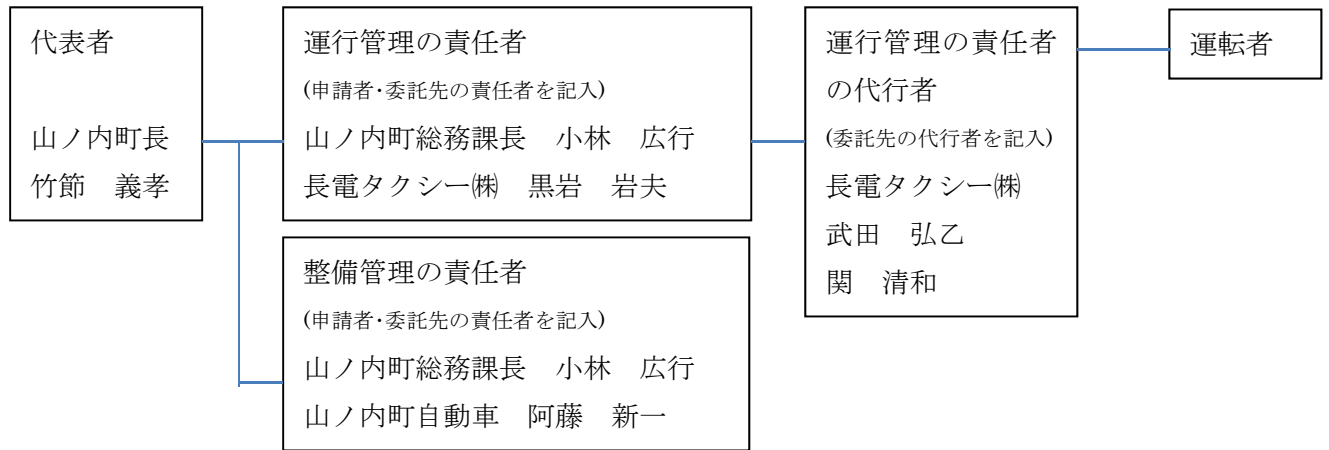 代表者
山ノ内町長
竹節　義孝
運行管理の責任者
(申請者・委託先の責任者を記入)
山ノ内町総務課長　小林　広行
長電タクシー㈱　黒岩　岩夫
整備管理の責任者
(申請者・委託先の責任者を記入)
山ノ内町総務課長　小林　広行
山ノ内町自動車　阿藤　新一
運行管理の責任者
の代行者
(委託先の代行者を記入)
長電タクシー㈱
武田　弘乙
関　清和
運転者